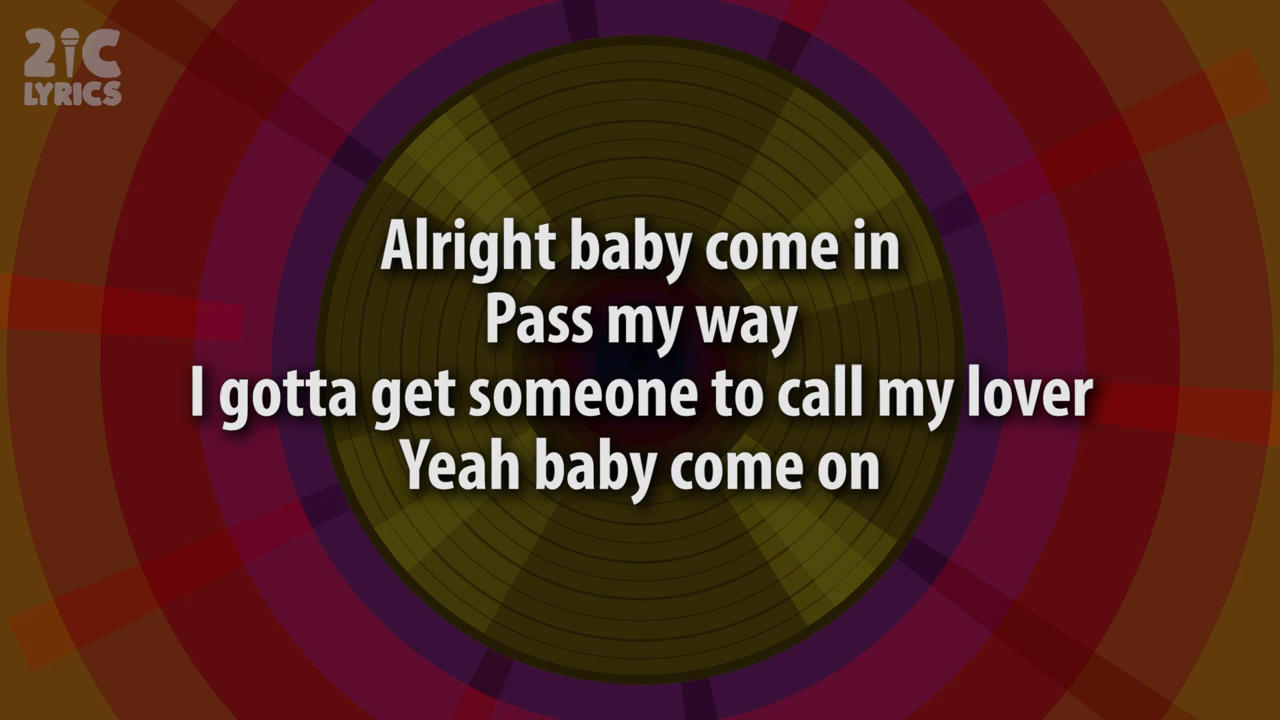 2iC
LYRICS
Alright baby come in
Pass my way
I gotta get someone to call my lover
Yeah baby come on